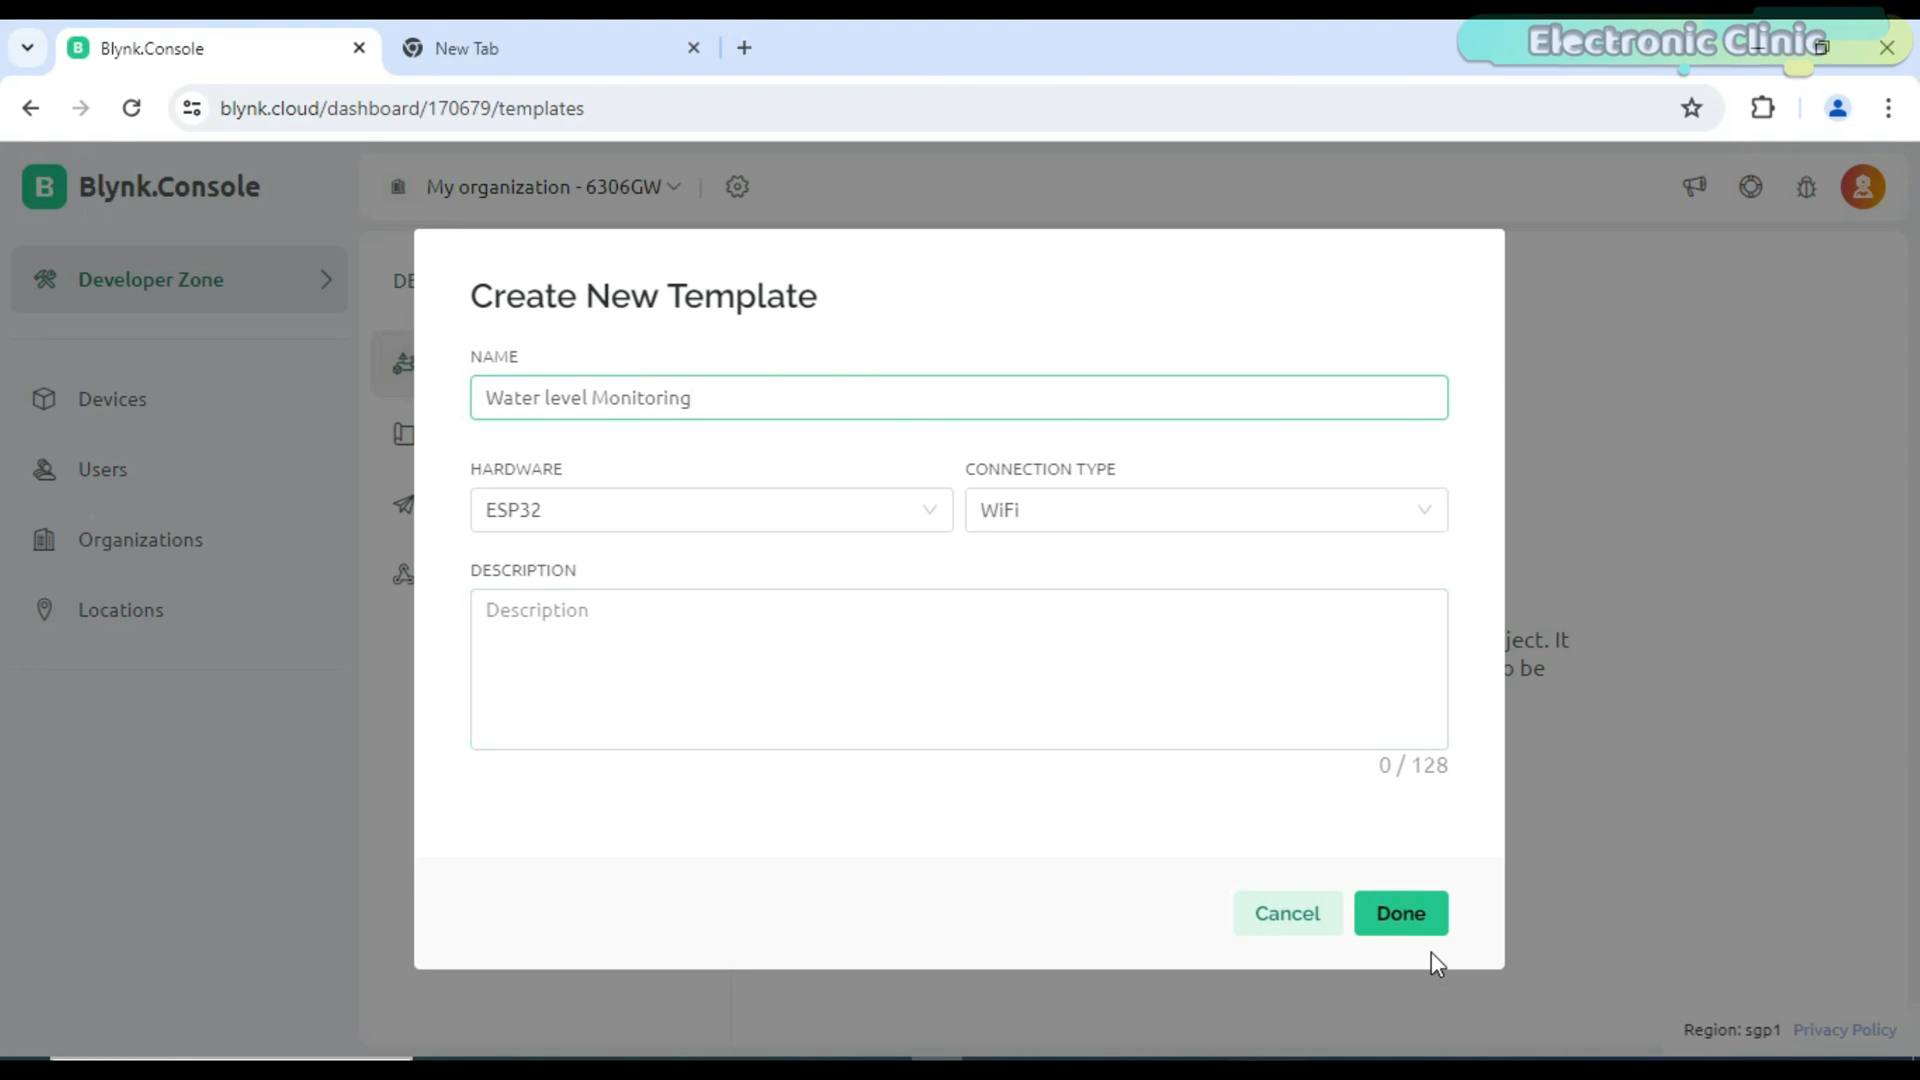 Blynk.Console
New Tab
Electronic Clinic
blynk.cloud/dashboard/170679/templates
B Blynk.Console
My organization - 6306GW
Developer Zone
DE
Devices
Users
Organizations
Locations
Create New Template
NAME
Water level Monitoring
HARDWARE
CONNECTION TYPE
ESP32
WiFi
DESCRIPTION
Description
0 / 128
ject. It
o be
Cancel
Done
Region: sgp1 Privacy Policy